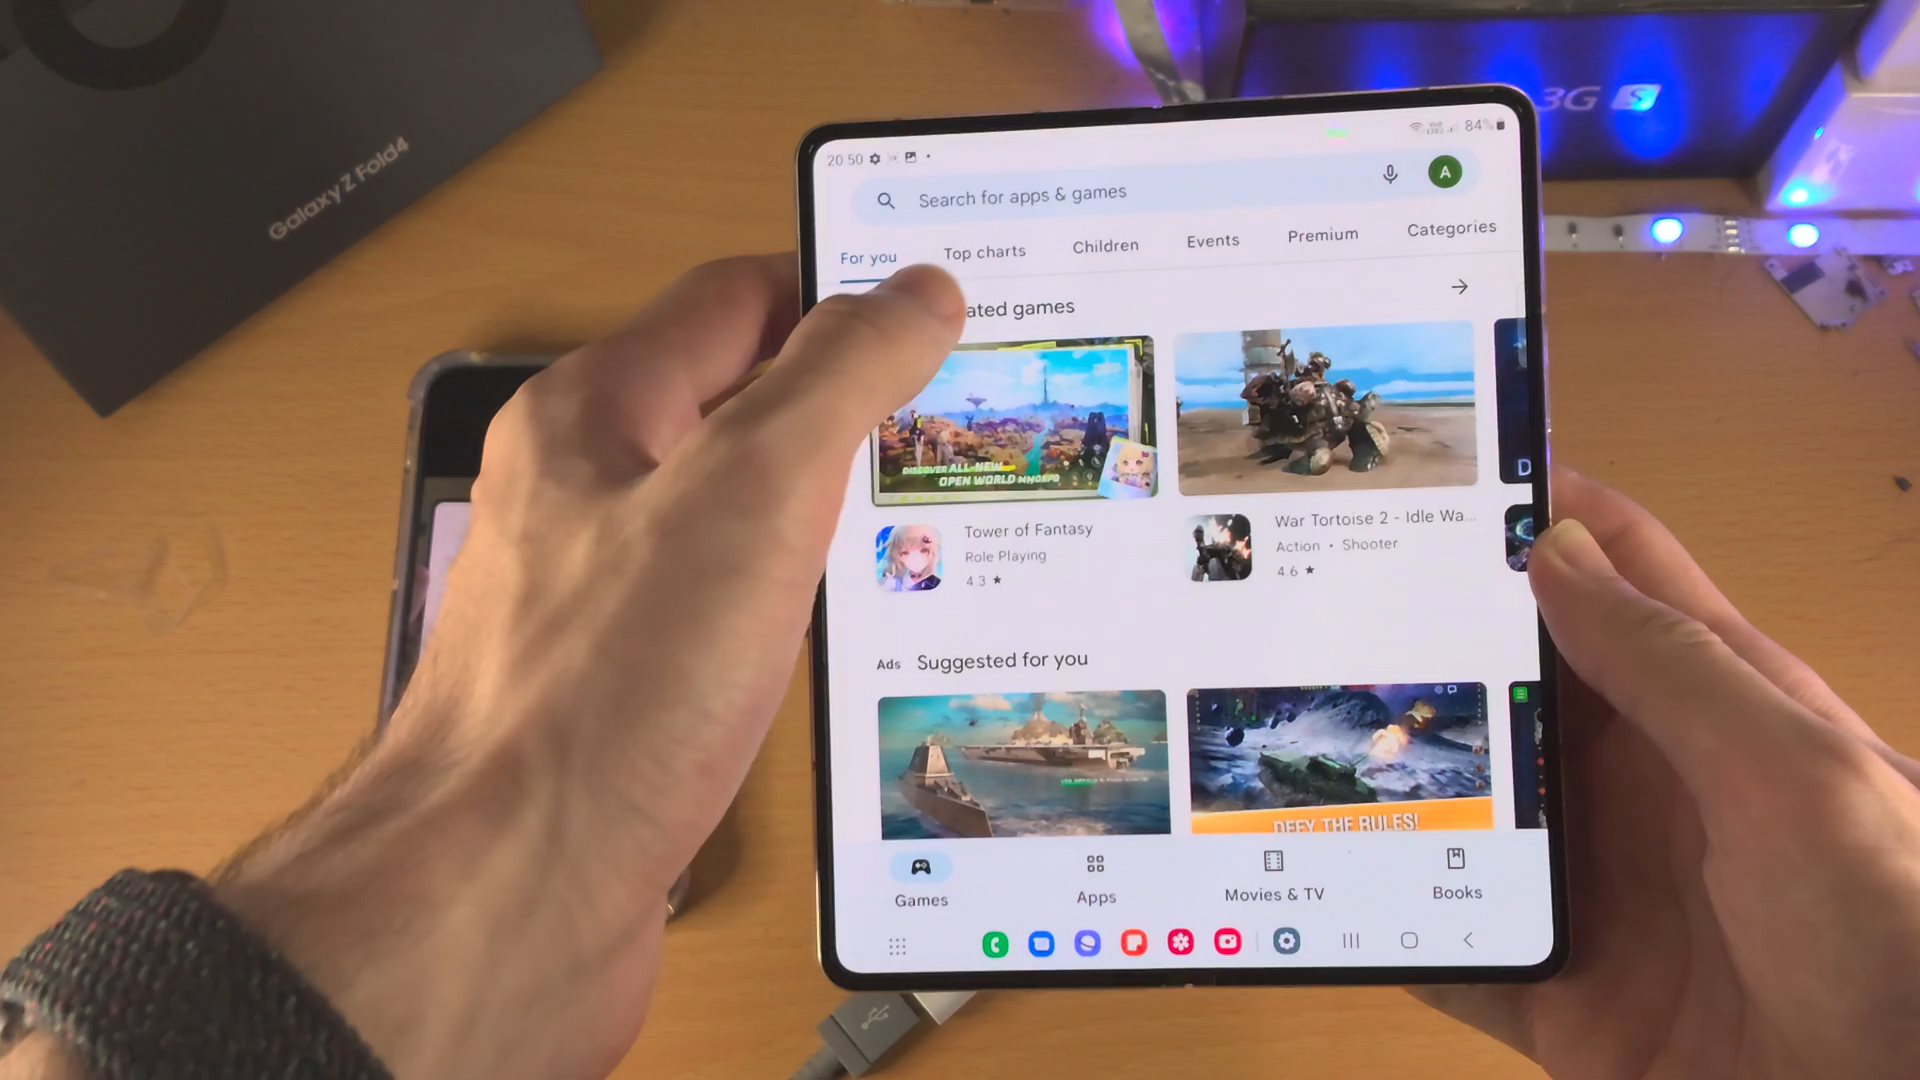 Galaxy Z Fold4
3G S
20 50
84%
Search for apps & games
A
For you
Top charts
Children
Events
Premium
Categories
ated games
DISCOVER ALL-NEW
OPEN WORLD MMORPG
D
Tower of Fantasy
Role Playing
4 3 ★
War Tortoise 2 - Idle Wa...
Action • Shooter
4 6 ★
Ads Suggested for you
DEFY THE RULES!
Games
Apps
Movies & TV
Books